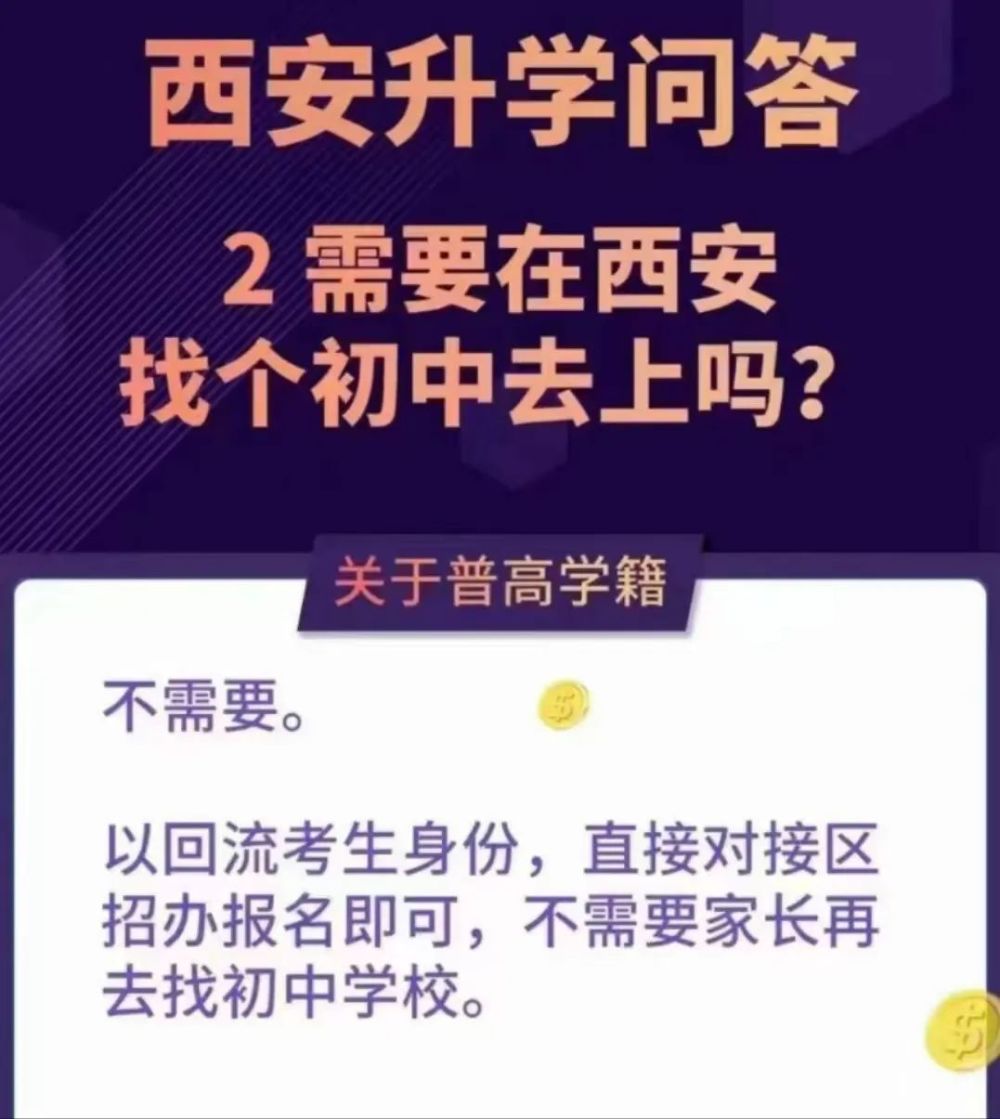 西安升学问答
2 需要在西安
找个初中去上吗？
关于普高学籍
不需要。
以回流考生身份，直接对接区
招办报名即可，不需要家长再
去找初中学校。